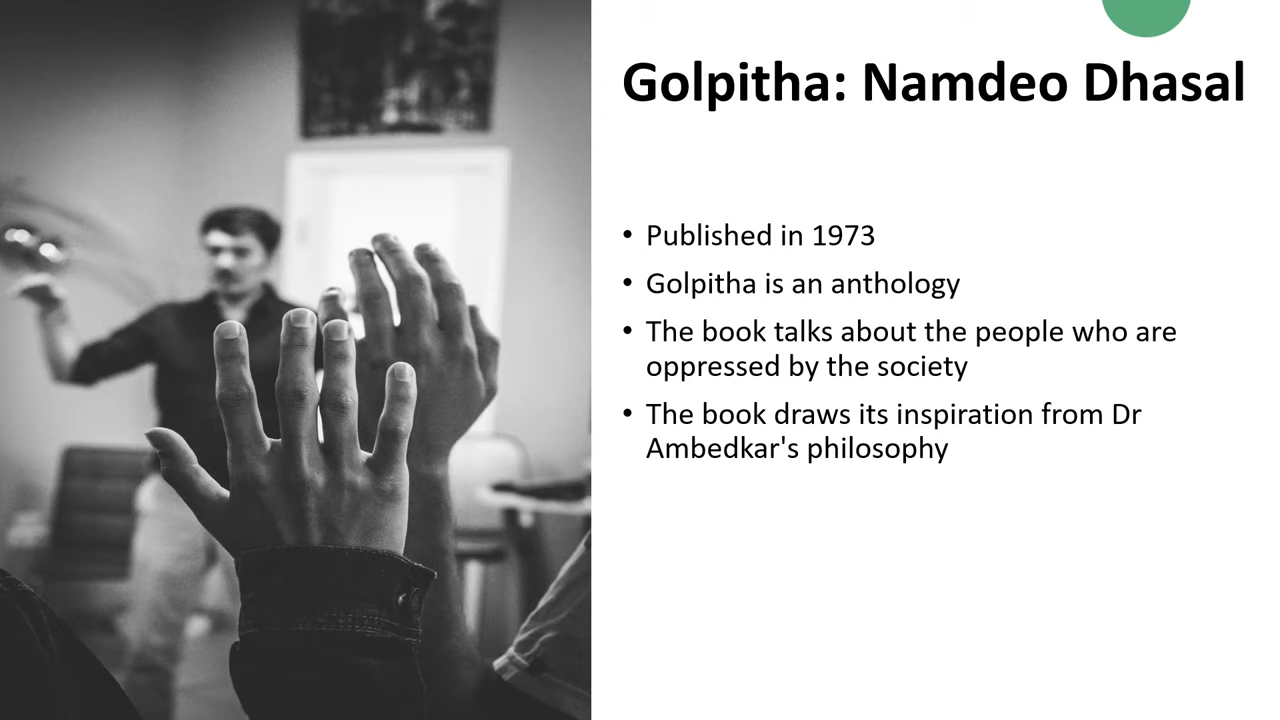 Golpitha: Namdeo Dhasal
• Published in 1973
• Golpitha is an anthology
• The book talks about the people who are
oppressed by the society
• The book draws its inspiration from Dr
Ambedkar's philosophy